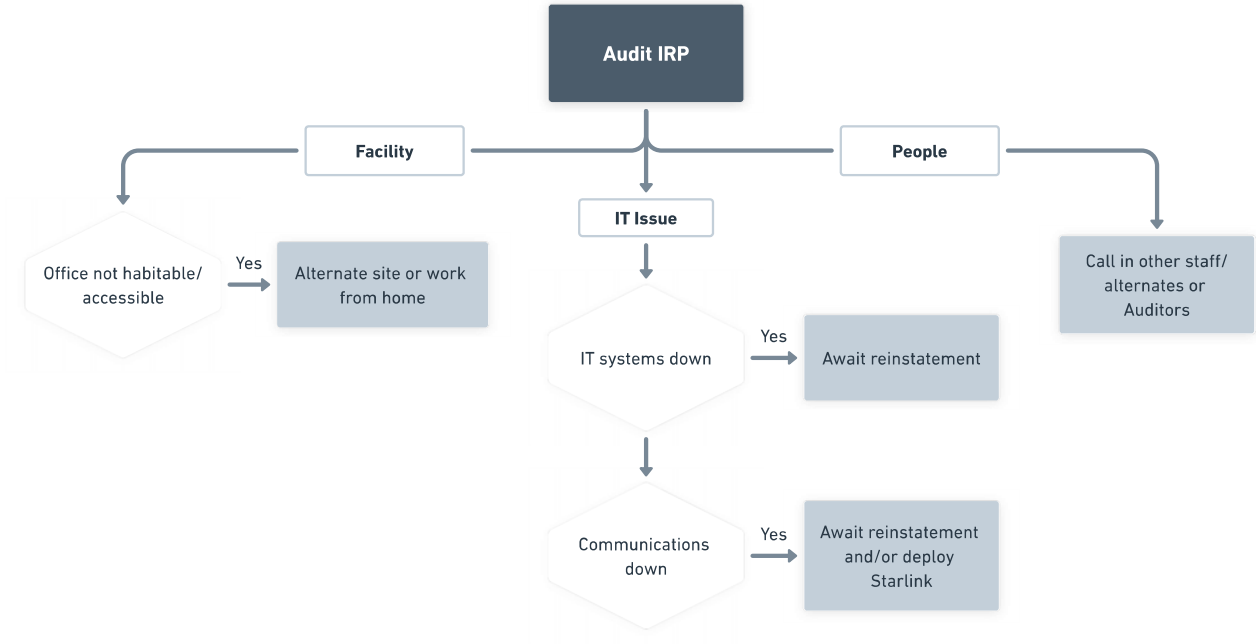 Audit IRP
Facility
People
IT Issue
Office not habitable/
accessible
Yes
Alternate site or work
from home
Call in other staff/
alternates or
Auditors
IT systems down
Yes
Await reinstatement
Communications
down
Yes
Await reinstatement
and/or deploy
Starlink